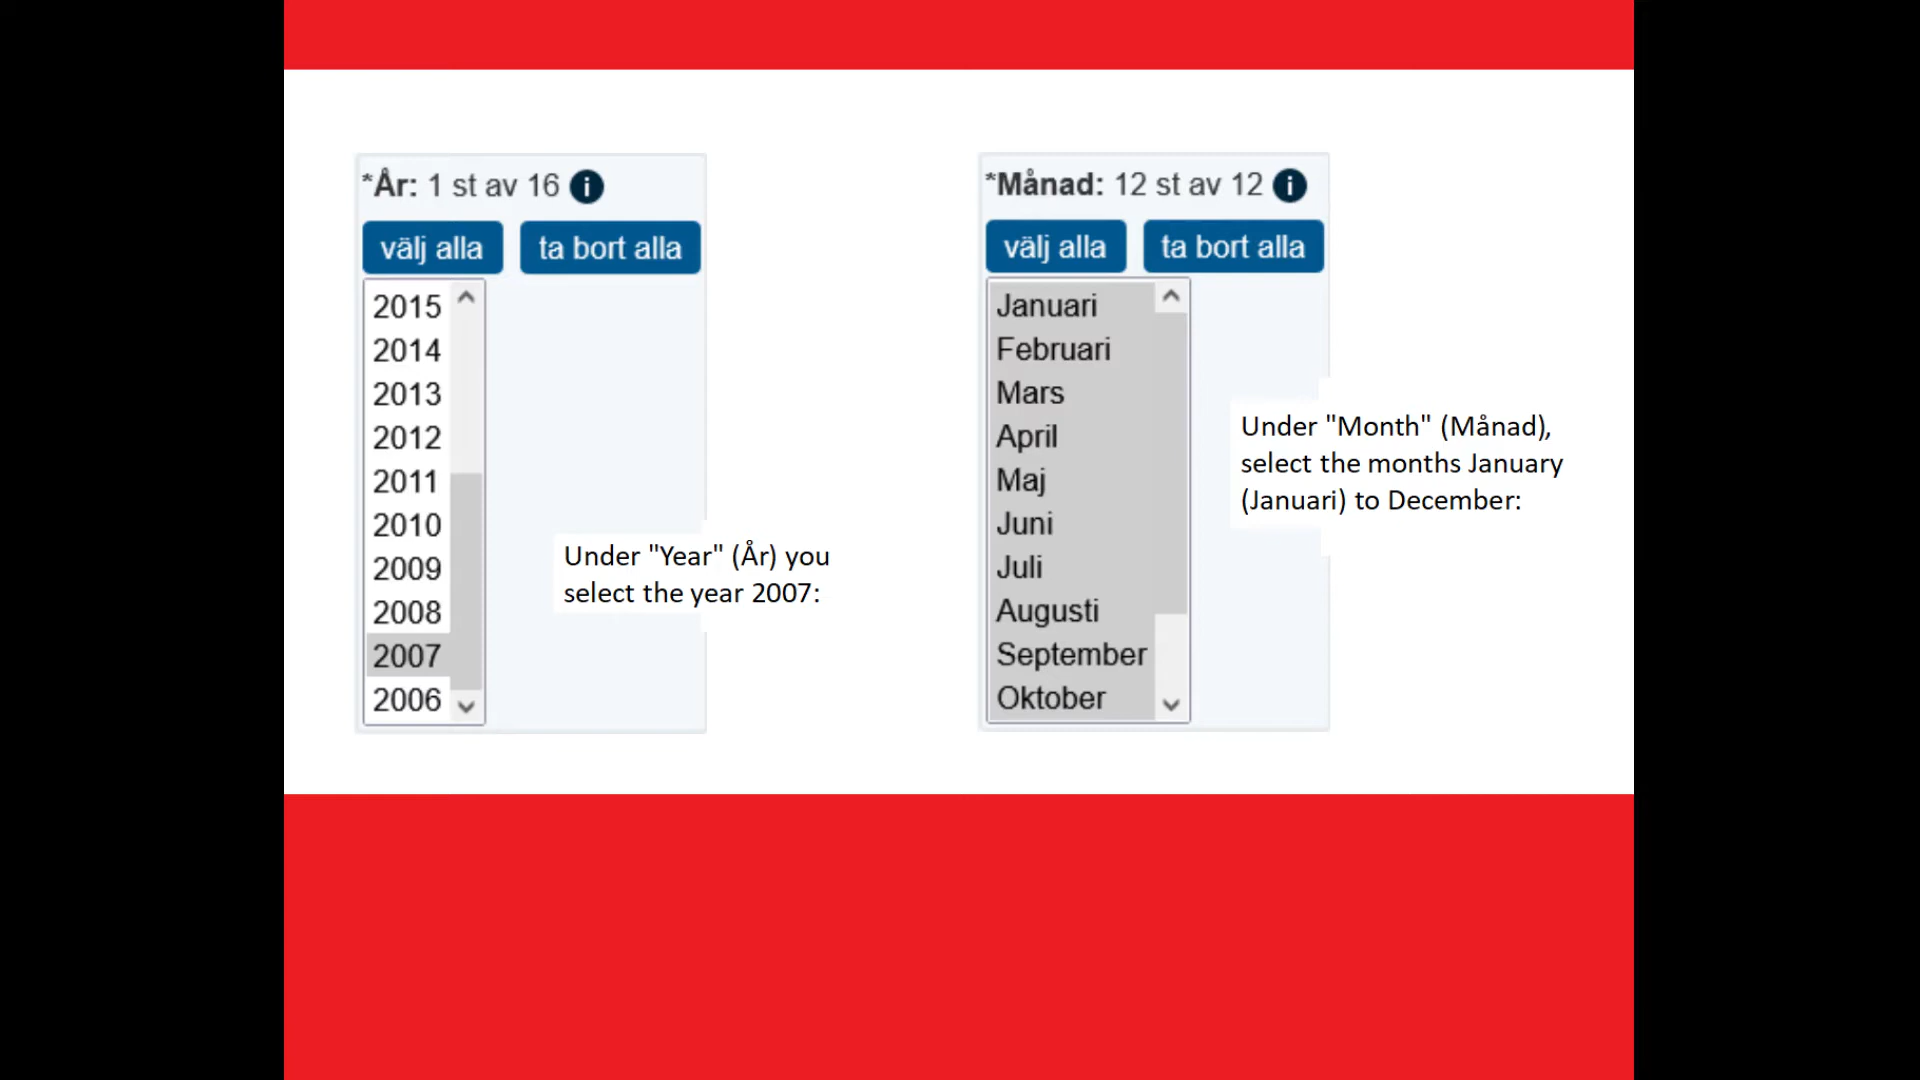 *År: 1 st av 16 i
välj alla
ta bort alla
2015
2014
2013
2012
2011
2010
2009
2008
2007
2006
Under "Year" (År) you
select the year 2007:
*Månad: 12 st av 12 i
välj alla
ta bort alla
Januari
Februari
Mars
April
Maj
Juni
Juli
Augusti
September
Oktober
Under "Month" (Månad),
select the months January
(Januari) to December: